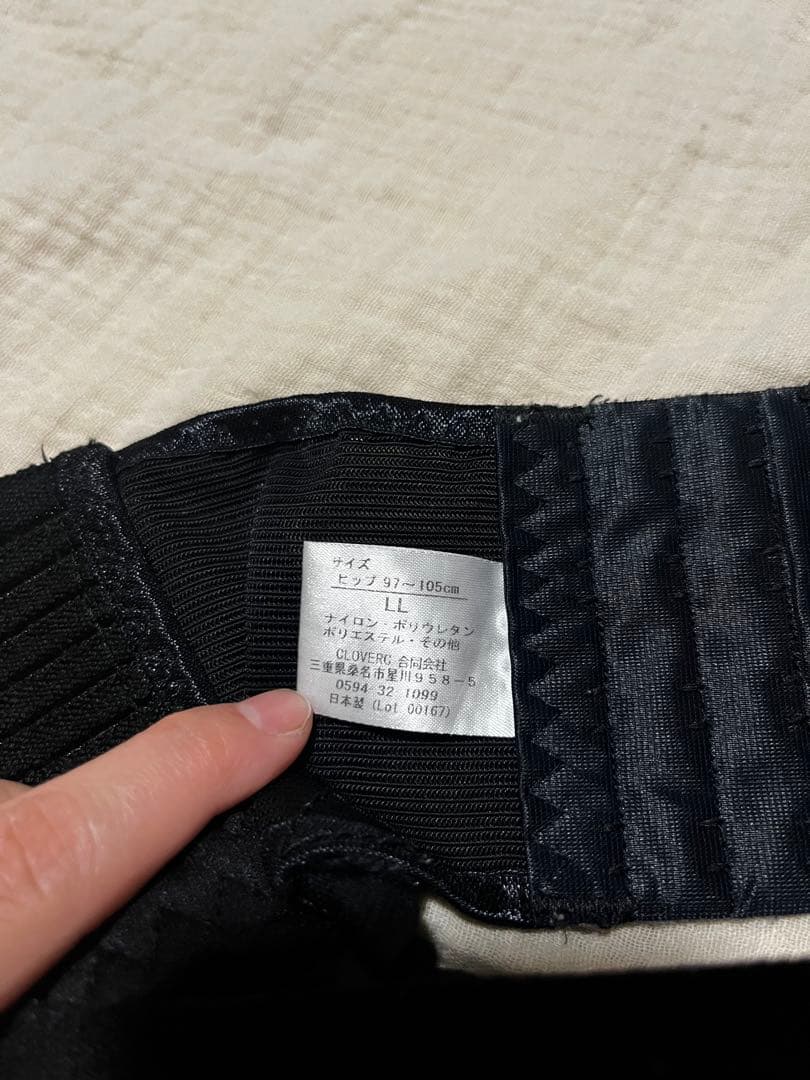 サイズ
ヒップ 97～105cm
LL
ナイロン・ポリウレタン
ポリエステル・その他
CLOVERG 合同会社
三重県桑名市星川958-5
0594 32 1099
日本製 (Lot 00167)